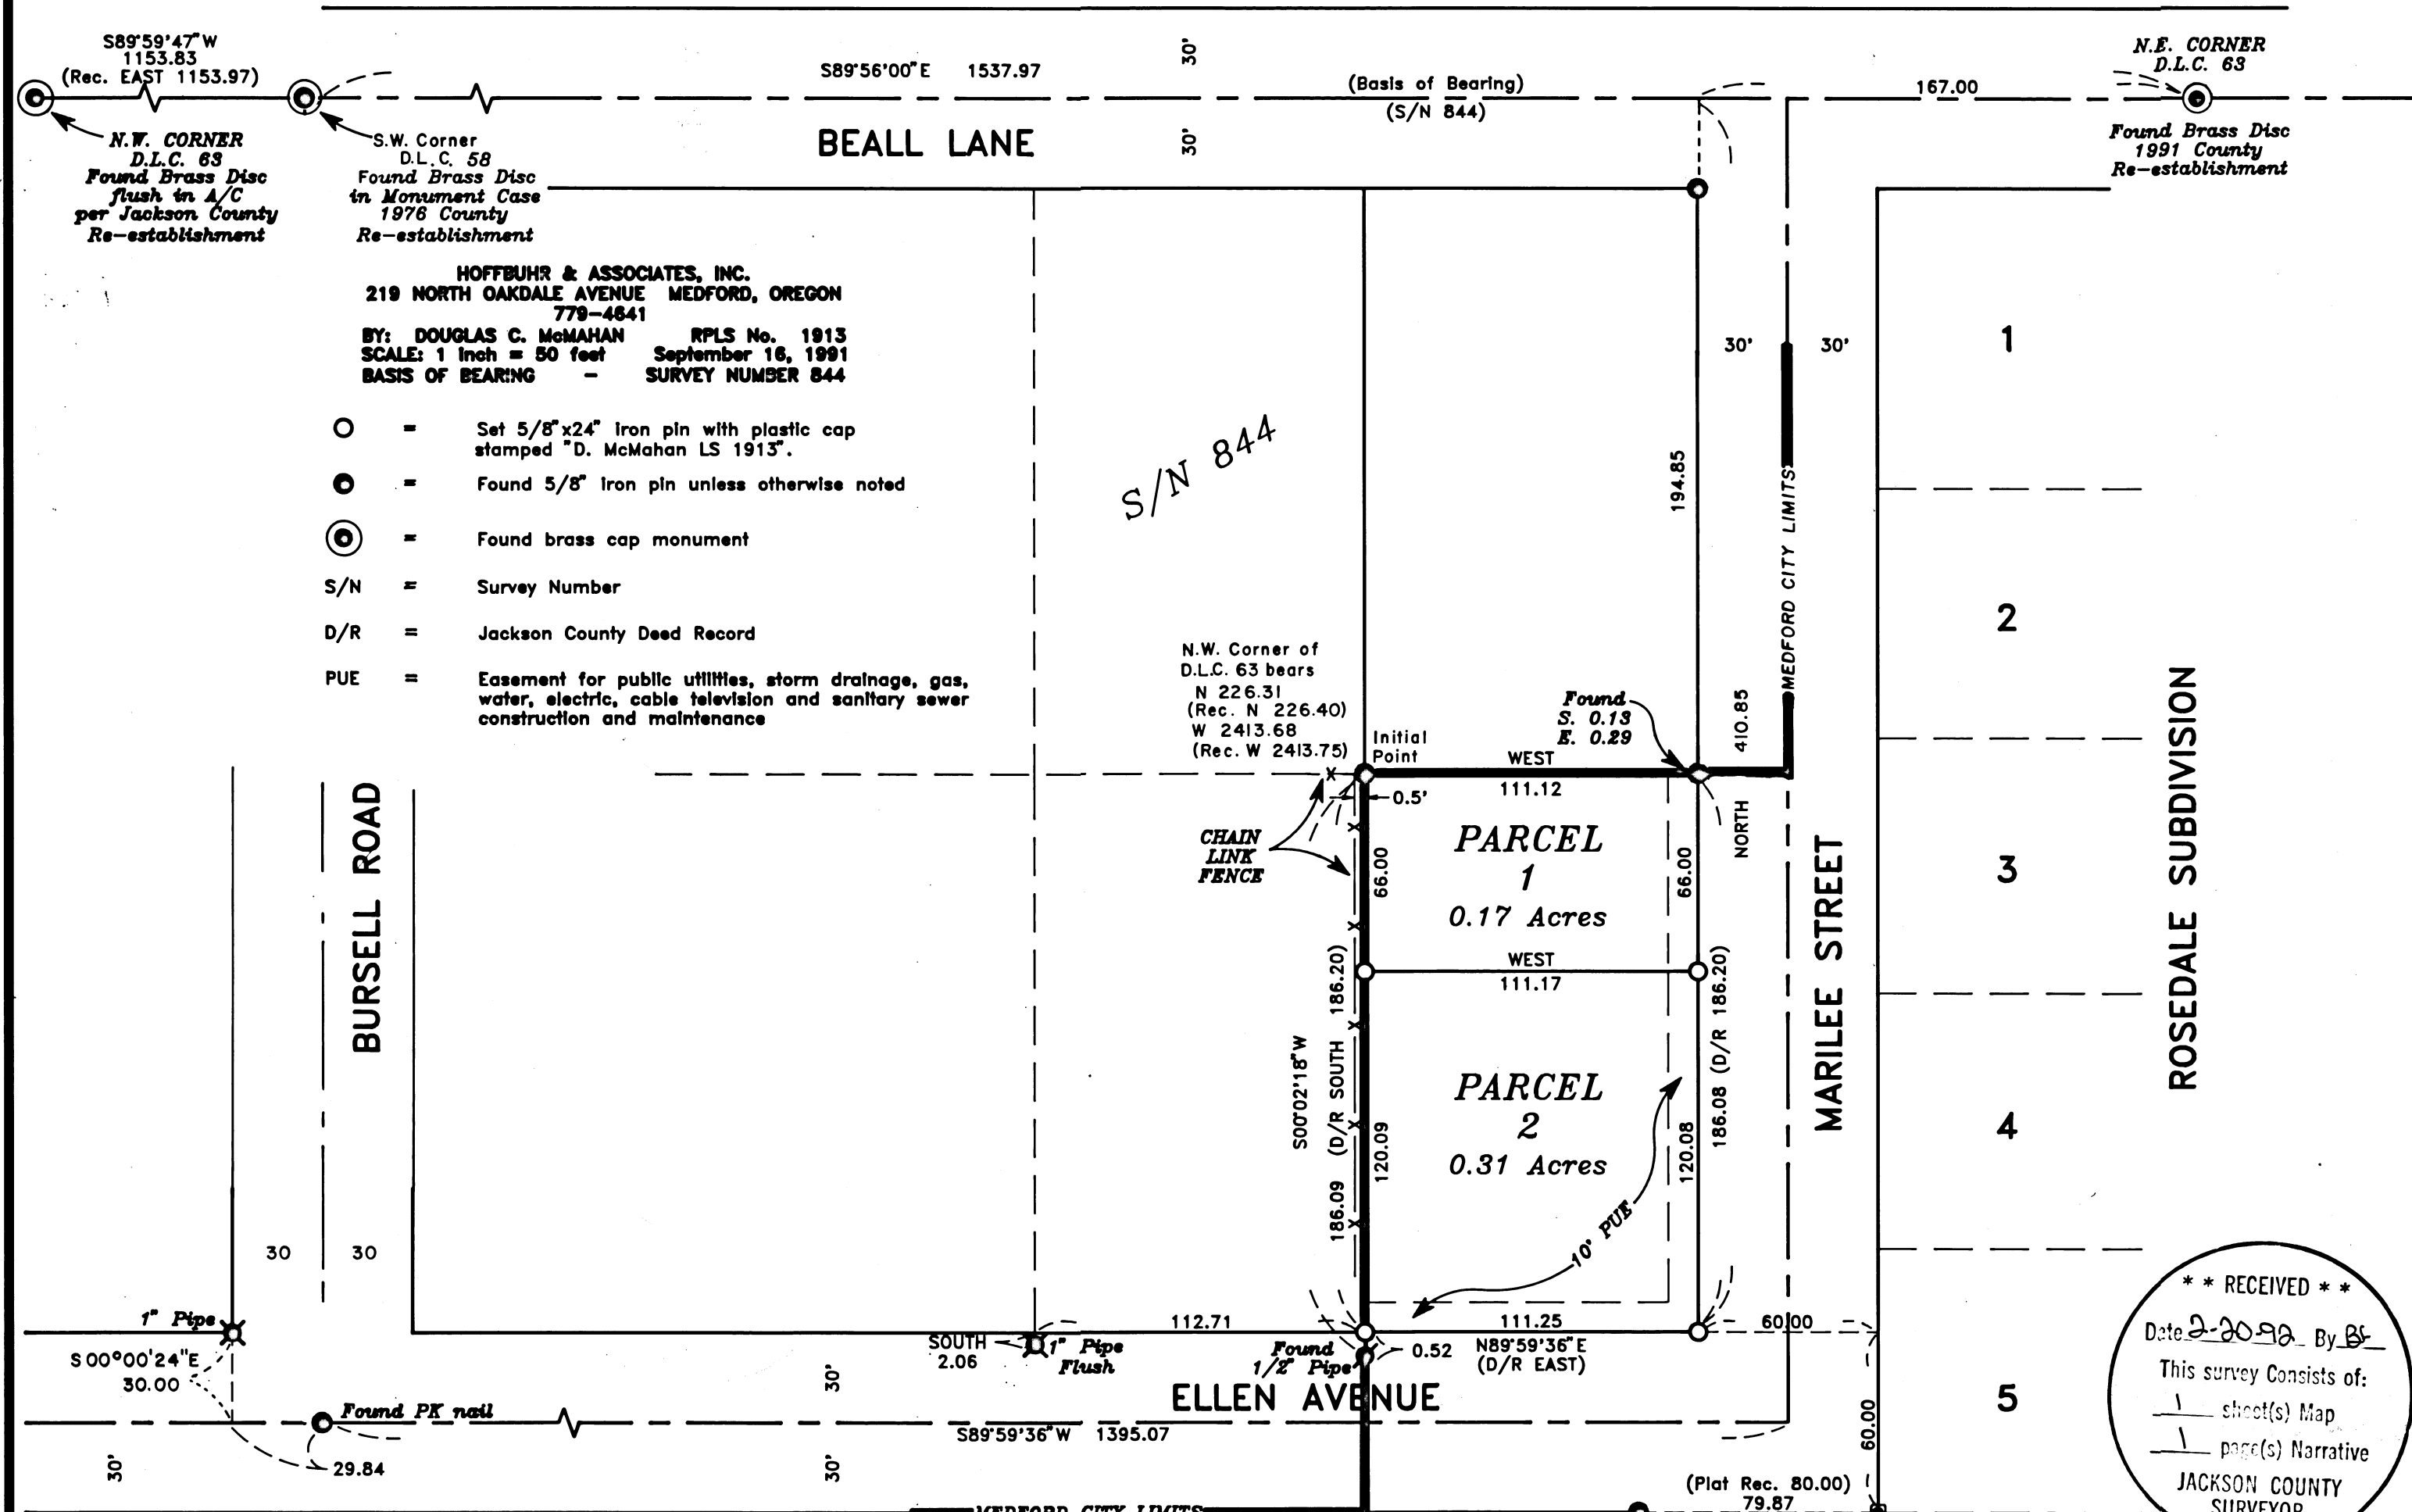 S89°59'47"W
1153.83
(Rec. EAST 1153.97)
S89°56'00"E 1537.97
30'
(Basis of Bearing)
(S/N 844)
167.00
N.E. CORNER
D.L.C. 63
Found Brass Disc
1991 County
Re-establishment
N.W. CORNER
D.L.C. 63
Found Brass Disc
flush in A/C
per Jackson County
Re-establishment
S.W. Corner
D.L.C. 58
Found Brass Disc
in Monument Case
1976 County
Re-establishment
BEALL LANE
30'
HOFFBUHR & ASSOCIATES, INC.
219 NORTH OAKDALE AVENUE MEDFORD, OREGON
779-4641
BY: DOUGLAS C. McMAHAN RPLS No. 1913
SCALE: 1 inch = 50 feet September 16, 1991
BASIS OF BEARING - SURVEY NUMBER 844
= Set 5/8"x24" iron pin with plastic cap
stamped "D. McMahan LS 1913".
= Found 5/8" iron pin unless otherwise noted
= Found brass cap monument
S/N = Survey Number
D/R = Jackson County Deed Record
PUE = Easement for public utilities, storm drainage, gas,
water, electric, cable television and sanitary sewer
construction and maintenance
S/N 844
194.85
30'
30'
MEDFORD CITY LIMITS
410.85
NORTH
1
2
3
4
5
ROSEDALE SUBDIVISION
MARILEE STREET
BURSELL ROAD
N.W. Corner of
D.L.C. 63 bears
N 226.31
(Rec. N 226.40)
W 2413.68
(Rec. W 2413.75)
Initial
Point
Found
S. 0.13
E. 0.29
WEST
111.12
0.5'
CHAIN
LINK
FENCE
PARCEL
1
0.17 Acres
66.00
66.00
WEST
111.17
PARCEL
2
0.31 Acres
120.09
120.08
S00°02'18"W
186.09 (D/R SOUTH 186.20)
186.08 (D/R 186.20)
10' PUE
30
30
1" Pipe
S 00°00'24"E
30.00
Found PK nail
29.84
30'
112.71
SOUTH
2.06
1" Pipe
Flush
Found
1/2" Pipe
0.52
111.25
N89°59'36"E
(D/R EAST)
60.00
60.00
ELLEN AVENUE
30'
30'
S89°59'36"W 1395.07
MEDFORD CITY LIMITS
(Plat Rec. 80.00)
79.87
* * RECEIVED * *
Date 2-20-92 By
This survey Consists of:
1 sheet(s) Map
1 page(s) Narrative
JACKSON COUNTY
SURVEYOR